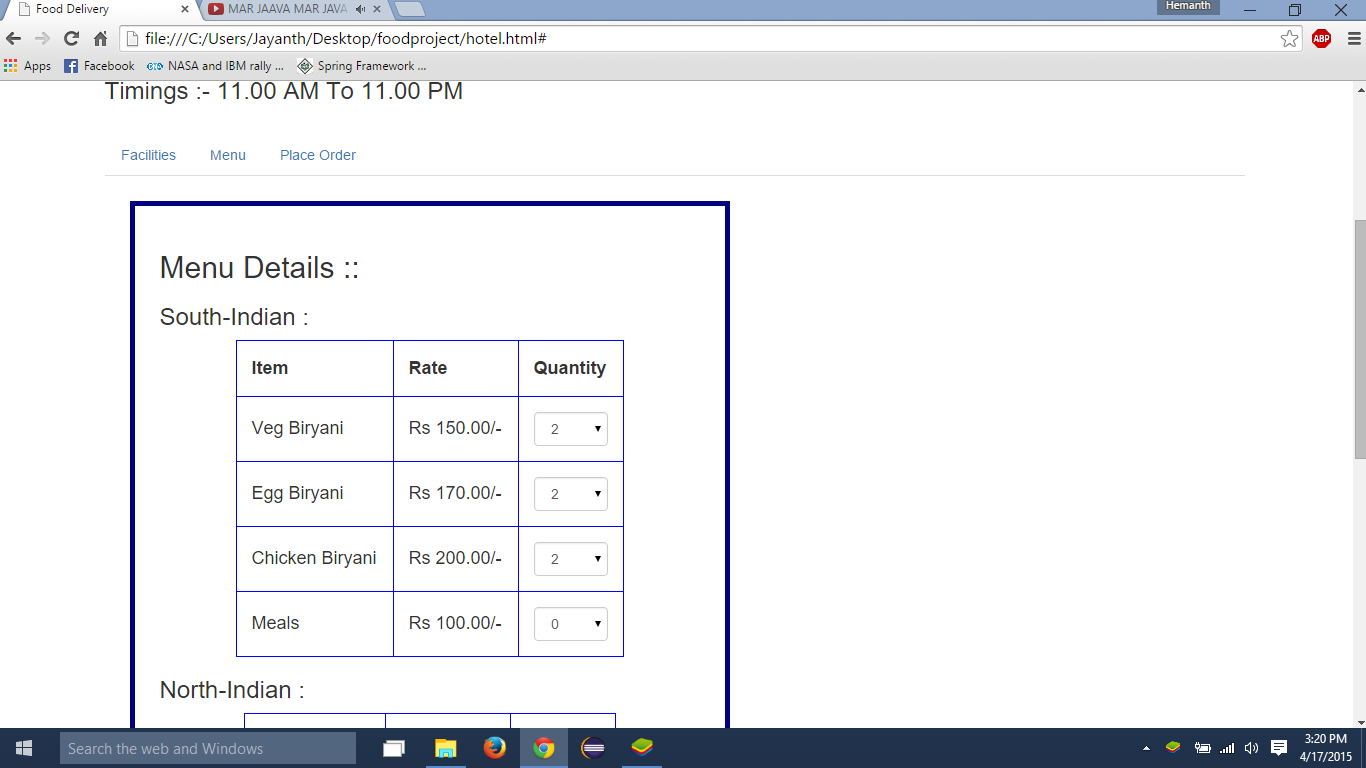 Food Delivery
MAR JAAVA MAR JAVA
Hemanth
file:///C:/Users/Jayanth/Desktop/foodproject/hotel.html#
ABP
Apps
Facebook
NASA and IBM rally ...
Spring Framework ...
Timings :- 11.00 AM To 11.00 PM
Facilities Menu Place Order
Menu Details ::
South-Indian :
Item Rate Quantity
Veg Biryani Rs 150.00/- 2
Egg Biryani Rs 170.00/- 2
Chicken Biryani Rs 200.00/- 2
Meals Rs 100.00/- 0
North-Indian :
Search the web and Windows
3:20 PM
4/17/2015